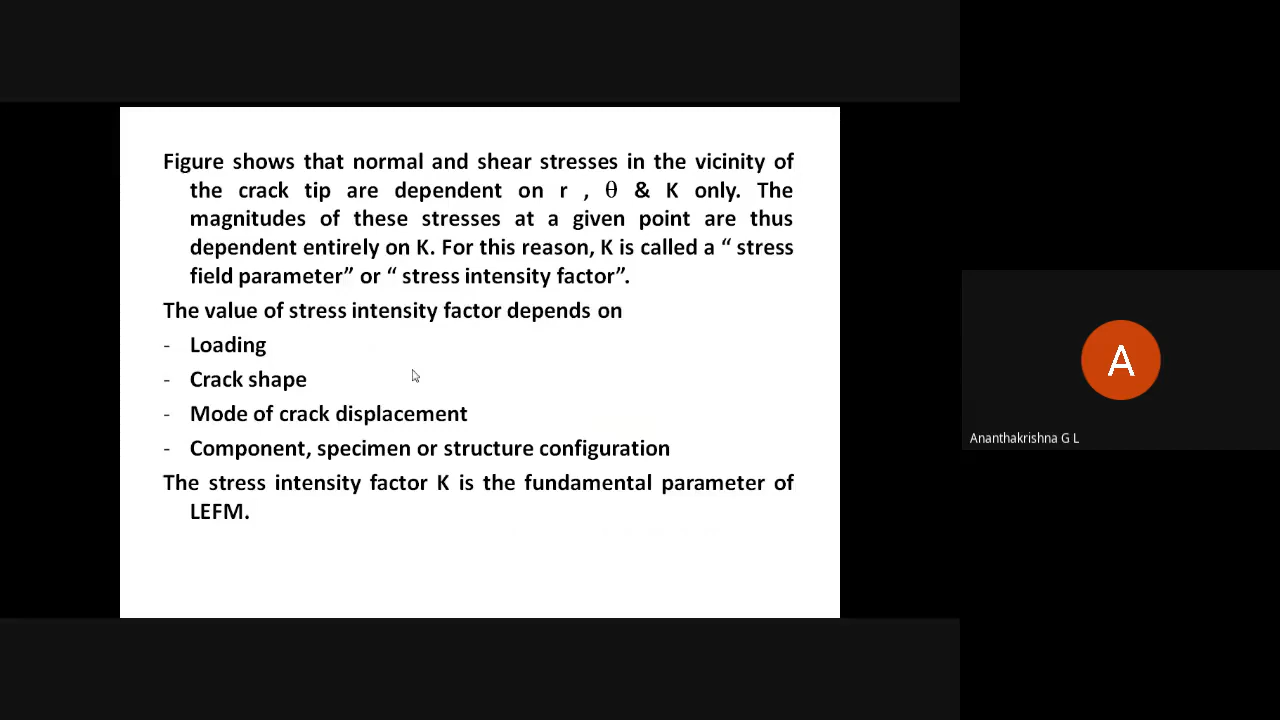 Figure shows that normal and shear stresses in the vicinity of
the crack tip are dependent on r , θ & K only. The
magnitudes of these stresses at a given point are thus
dependent entirely on K. For this reason, K is called a “ stress
field parameter” or “ stress intensity factor”.
The value of stress intensity factor depends on
- Loading
- Crack shape
- Mode of crack displacement
- Component, specimen or structure configuration
The stress intensity factor K is the fundamental parameter of
LEFM.
A
Ananthakrishna G L